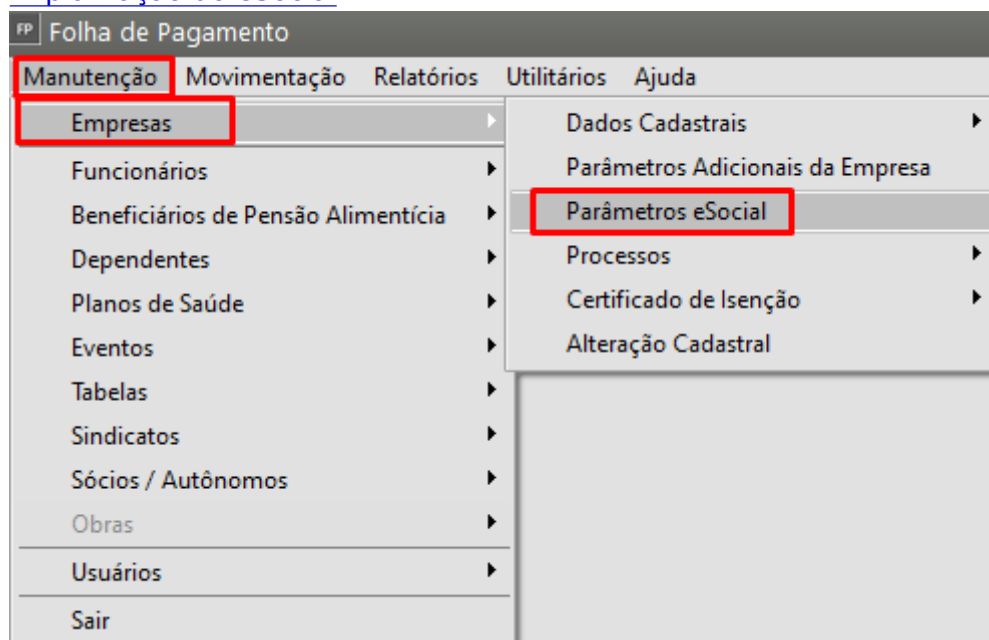 FP Folha de Pagamento
Manutenção Movimentação Relatórios Utilitários Ajuda
Empresas
Funcionários
Beneficiários de Pensão Alimentícia
Dependentes
Planos de Saúde
Eventos
Tabelas
Sindicatos
Sócios / Autônomos
Obras
Usuários
Sair
Dados Cadastrais
Parâmetros Adicionais da Empresa
Parâmetros eSocial
Processos
Certificado de Isenção
Alteração Cadastral